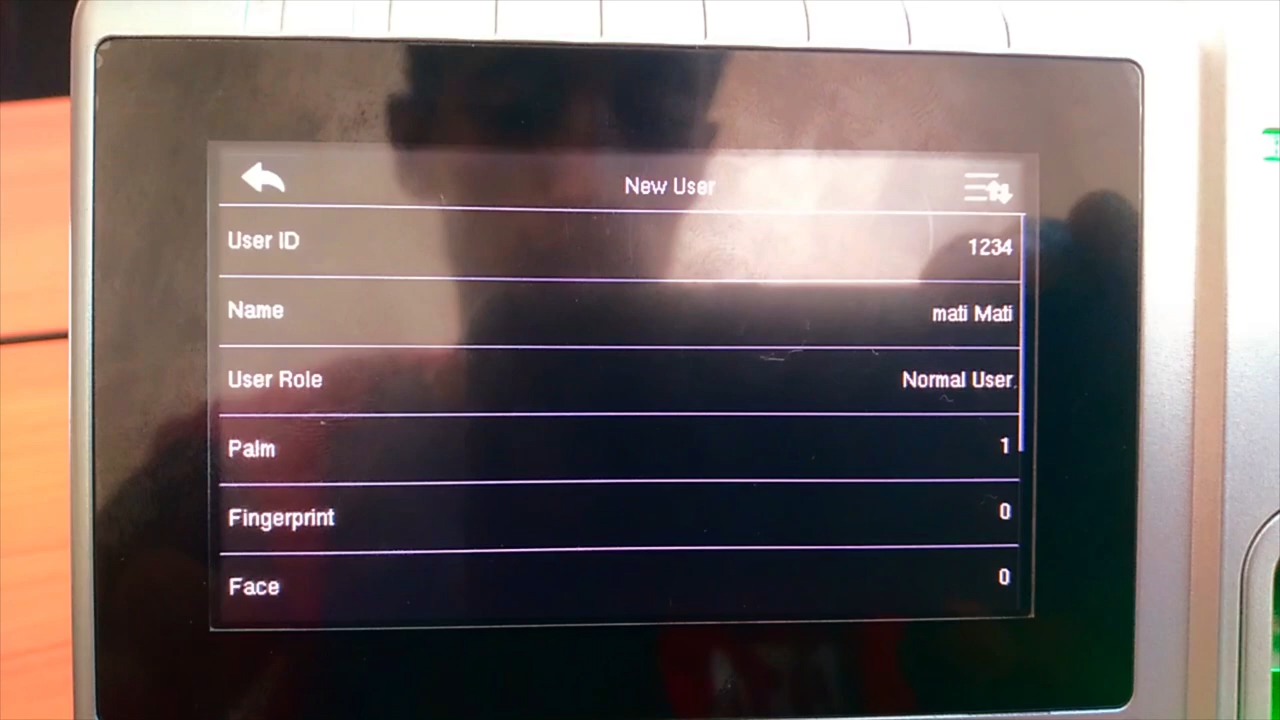 New User
User ID 1234
Name mati Mati
User Role Normal User
Palm 1
Fingerprint 0
Face 0